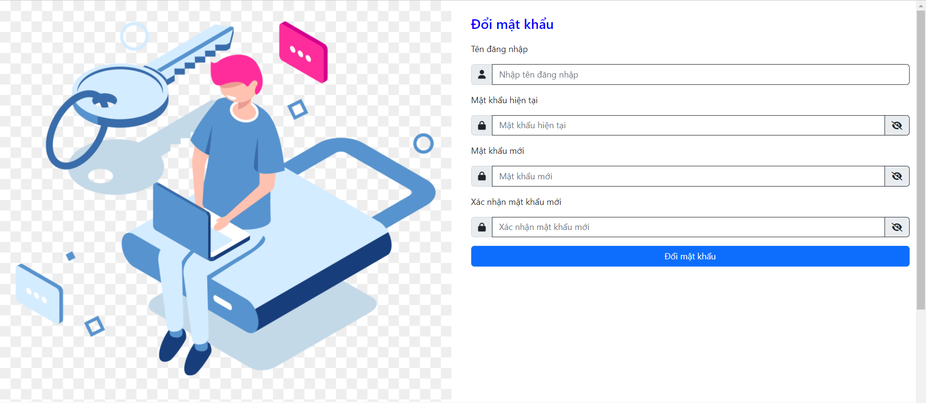 Đổi mật khẩu
Tên đăng nhập
Nhập tên đăng nhập
Mật khẩu hiện tại
Mật khẩu hiện tại
Mật khẩu mới
Mật khẩu mới
Xác nhận mật khẩu mới
Xác nhận mật khẩu mới
Đổi mật khẩu